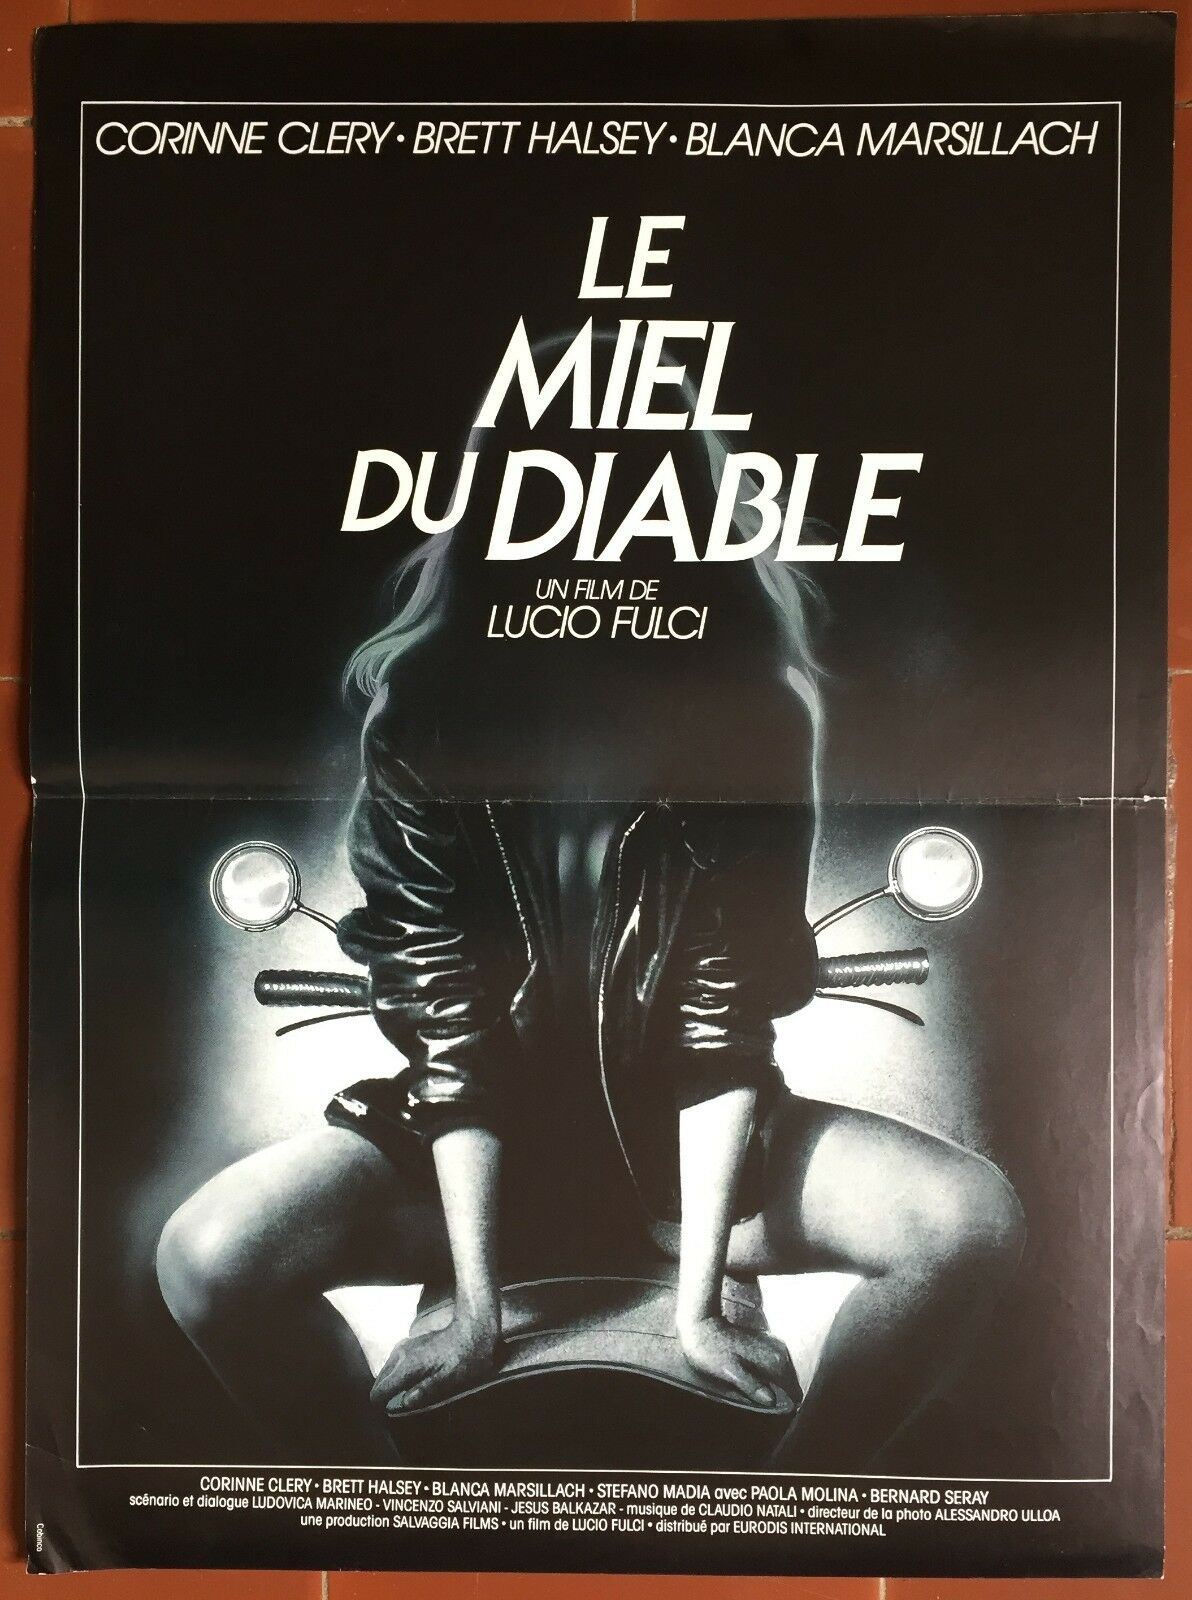 CORINNE CLERY • BRETT HALSEY • BLANCA MARSILLACH
LE
MIEL
DU DIABLE
UN FILM DE
LUCIO FULCI
CORINNE CLERY • BRETT HALSEY • BLANCA MARSILLACH • STEFANO MADIA avec PAOLA MOLINA • BERNARD SERAY
scénario et dialogue LUDOVICA MARINEO - VINCENZO SALVIANI - JESUS BALKAZAR - musique de CLAUDIO NATALI • directeur de la photo ALESSANDRO ULLOA
une production SALVAGGIA FILMS • un film de LUCIO FULCI • distribué par EURODIS INTERNATIONAL